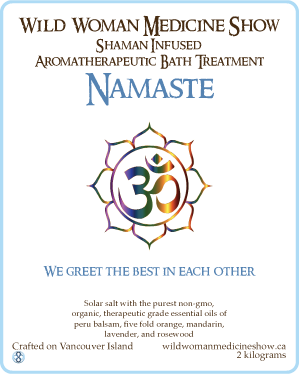 Wild Woman Medicine Show
Shaman Infused
Aromatherapeutic Bath Treatment
Namaste
ॐ
We greet the best in each other
Solar salt with the purest non-gmo,
organic, therapeutic grade essential oils of
peru balsam, five fold orange, mandarin,
lavender, and rosewood
Crafted on Vancouver Island
wildwomanmedicineshow.ca
2 kilograms